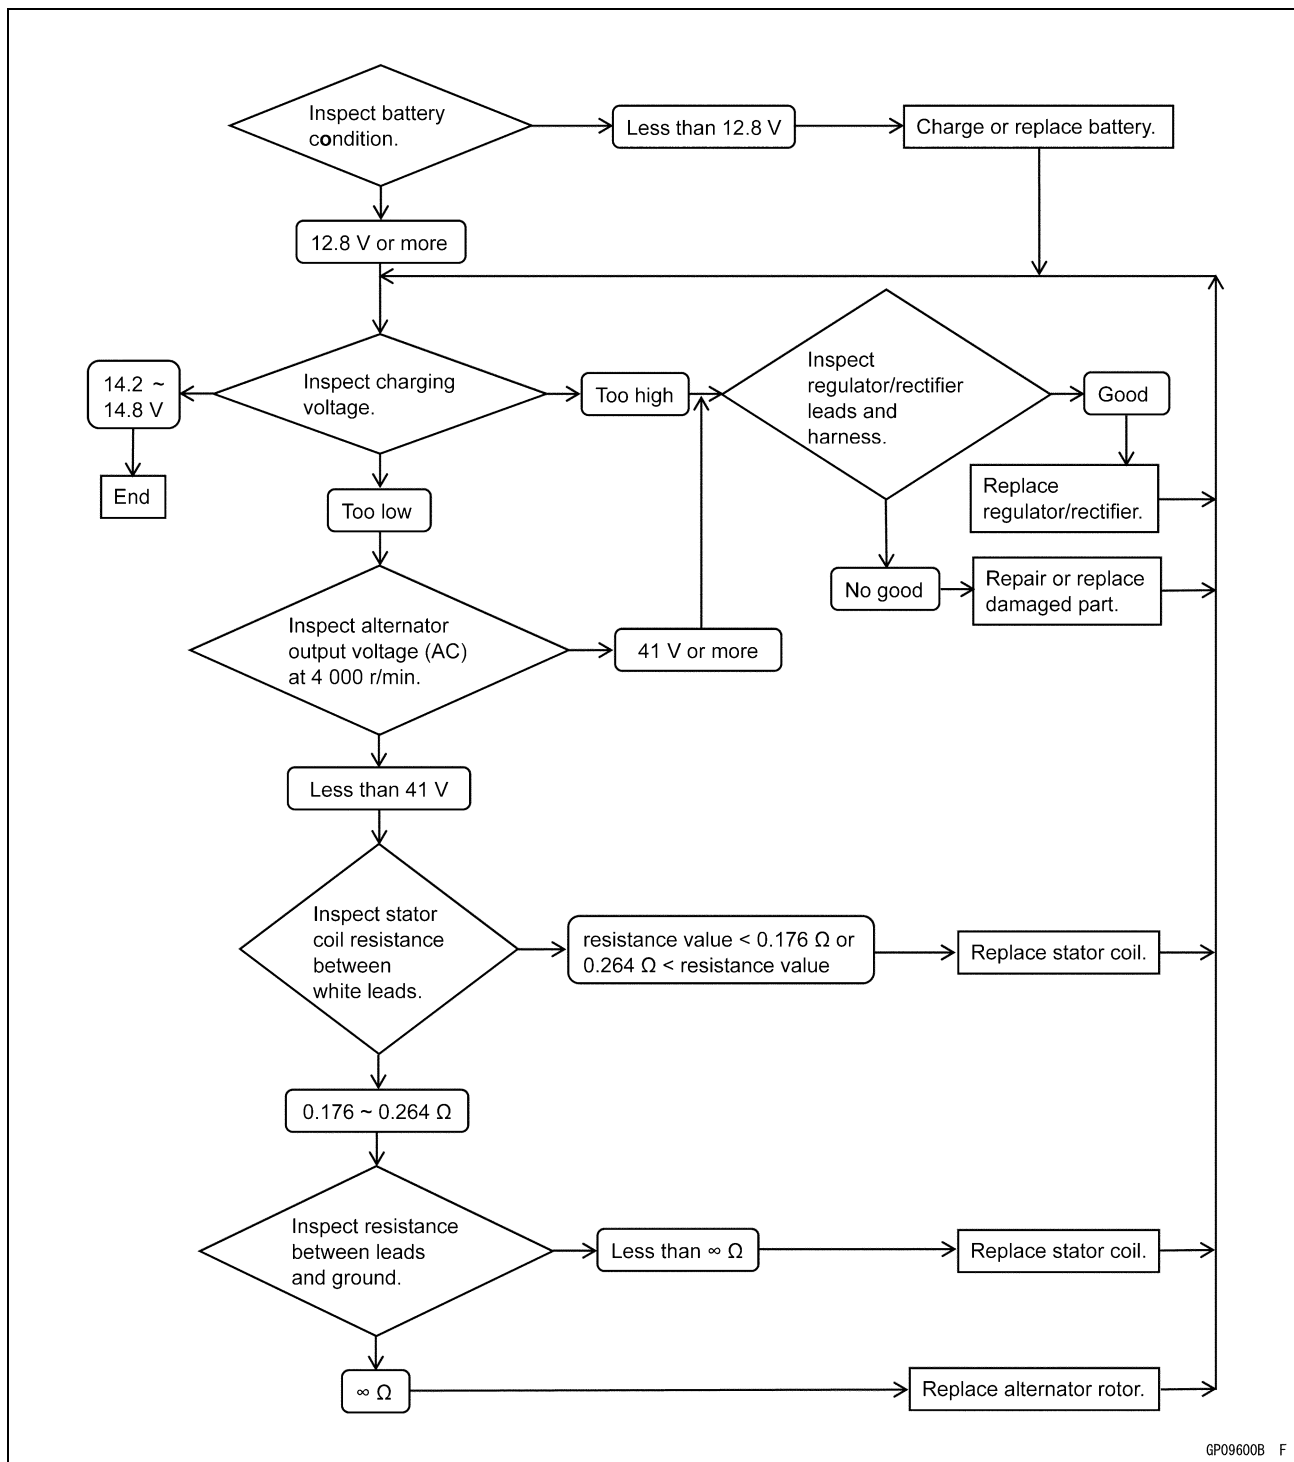 Inspect battery
condition.
Less than 12.8 V
Charge or replace battery.
12.8 V or more
14.2 ~
14.8 V
End
Inspect charging
voltage.
Too high
Inspect
regulator/rectifier
leads and
harness.
Good
Replace
regulator/rectifier.
Too low
No good
Repair or replace
damaged part.
Inspect alternator
output voltage (AC)
at 4 000 r/min.
41 V or more
Less than 41 V
Inspect stator
coil resistance
between
white leads.
resistance value < 0.176 Ω or
0.264 Ω < resistance value
Replace stator coil.
0.176 ~ 0.264 Ω
Inspect resistance
between leads
and ground.
Less than ∞ Ω
Replace stator coil.
∞ Ω
Replace alternator rotor.
GP09600B F